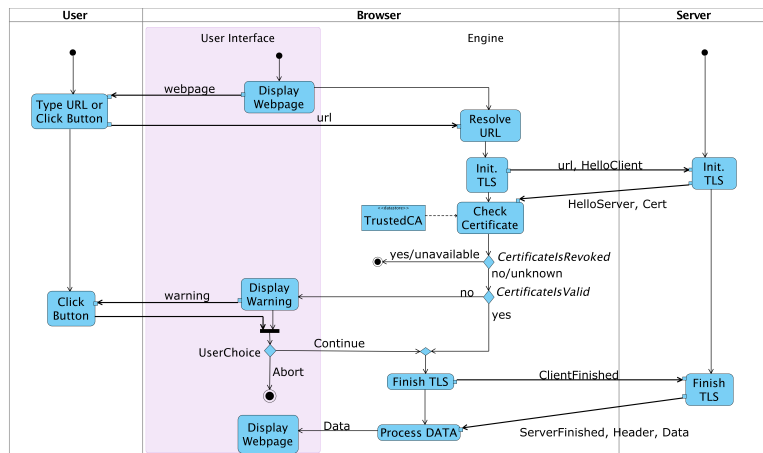 User
Browser
Server
User Interface
Engine
webpage
Display
Webpage
Type URL or
Click Button
url
Resolve
URL
Init.
TLS
url, HelloClient
Init.
TLS
HelloServer, Cert
<<datastore>>
TrustedCA
Check
Certificate
yes/unavailable
CertificateIsRevoked
no/unknown
Display
Warning
warning
Click
Button
no
CertificateIsValid
yes
UserChoice
Continue
Abort
Finish TLS
ClientFinished
Finish
TLS
Display
Webpage
Data
Process DATA
ServerFinished, Header, Data